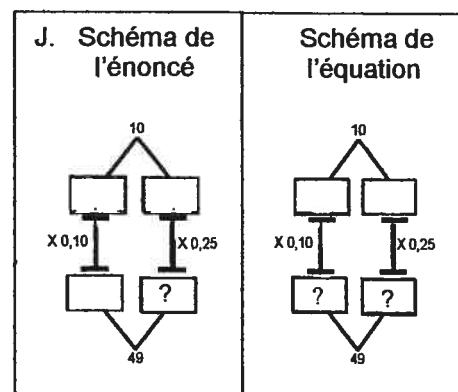 J. Schéma de l'énoncé
10
X 0,10 X 0,25
?
49
Schéma de l'équation
10
X 0,10 X 0,25
? ?
49